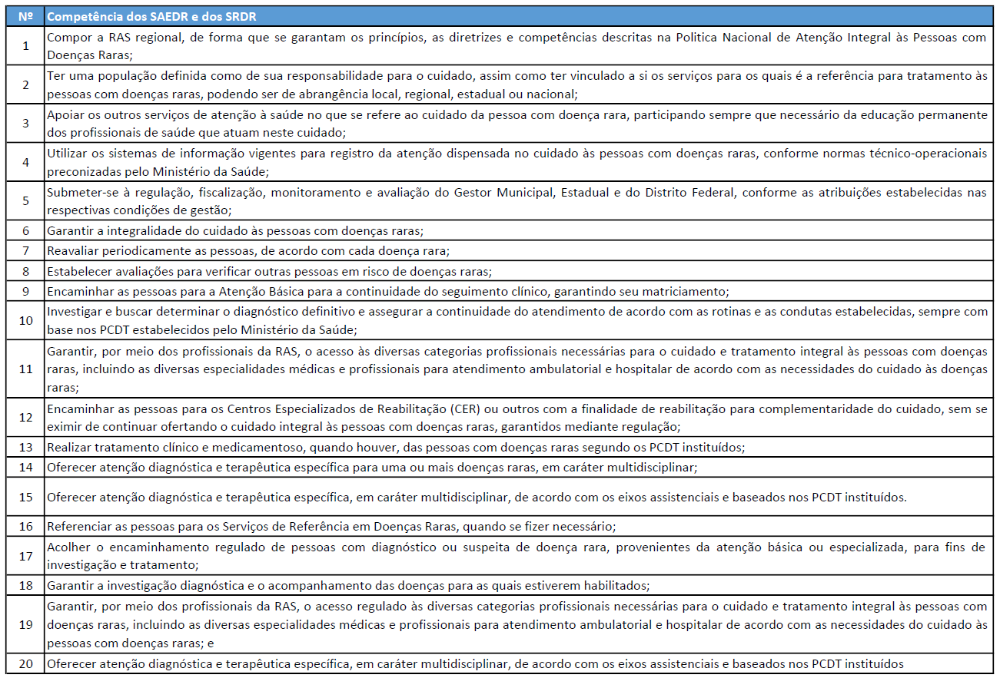 Nº Competência dos SAEDR e dos SRDR
1 Compor a RAS regional, de forma que se garantam os princípios, as diretrizes e competências descritas na Politica Nacional de Atenção Integral às Pessoas com
Doenças Raras;
2 Ter uma população definida como de sua responsabilidade para o cuidado, assim como ter vinculado a si os serviços para os quais é a referência para tratamento às
pessoas com doenças raras, podendo ser de abrangência local, regional, estadual ou nacional;
3 Apoiar os outros serviços de atenção à saúde no que se refere ao cuidado da pessoa com doença rara, participando sempre que necessário da educação permanente
dos profissionais de saúde que atuam neste cuidado;
4 Utilizar os sistemas de informação vigentes para registro da atenção dispensada no cuidado às pessoas com doenças raras, conforme normas técnico-operacionais
preconizadas pelo Ministério da Saúde;
5 Submeter-se à regulação, fiscalização, monitoramento e avaliação do Gestor Municipal, Estadual e do Distrito Federal, conforme as atribuições estabelecidas nas
respectivas condições de gestão;
6 Garantir a integralidade do cuidado às pessoas com doenças raras;
7 Reavaliar periodicamente as pessoas, de acordo com cada doença rara;
8 Estabelecer avaliações para verificar outras pessoas em risco de doenças raras;
9 Encaminhar as pessoas para a Atenção Básica para a continuidade do seguimento clínico, garantindo seu matriciamento;
10 Investigar e buscar determinar o diagnóstico definitivo e assegurar a continuidade do atendimento de acordo com as rotinas e as condutas estabelecidas, sempre com
base nos PCDT estabelecidos pelo Ministério da Saúde;
11 Garantir, por meio dos profissionais da RAS, o acesso às diversas categorias profissionais necessárias para o cuidado e tratamento integral às pessoas com doenças
raras, incluindo as diversas especialidades médicas e profissionais para atendimento ambulatorial e hospitalar de acordo com as necessidades do cuidado às doenças
raras;
12 Encaminhar as pessoas para os Centros Especializados de Reabilitação (CER) ou outros com a finalidade de reabilitação para complementaridade do cuidado, sem se
eximir de continuar ofertando o cuidado integral às pessoas com doenças raras, garantidos mediante regulação;
13 Realizar tratamento clínico e medicamentoso, quando houver, das pessoas com doenças raras segundo os PCDT instituídos;
14 Oferecer atenção diagnóstica e terapêutica específica para uma ou mais doenças raras, em caráter multidisciplinar;
15 Oferecer atenção diagnóstica e terapêutica específica, em caráter multidisciplinar, de acordo com os eixos assistenciais e baseados nos PCDT instituídos.
16 Referenciar as pessoas para os Serviços de Referência em Doenças Raras, quando se fizer necessário;
17 Acolher o encaminhamento regulado de pessoas com diagnóstico ou suspeita de doença rara, provenientes da atenção básica ou especializada, para fins de
investigação e tratamento;
18 Garantir a investigação diagnóstica e o acompanhamento das doenças para as quais estiverem habilitados;
19 Garantir, por meio dos profissionais da RAS, o acesso regulado às diversas categorias profissionais necessárias para o cuidado e tratamento integral às pessoas com
doenças raras, incluindo as diversas especialidades médicas e profissionais para atendimento ambulatorial e hospitalar de acordo com as necessidades do cuidado às
pessoas com doenças raras; e
20 Oferecer atenção diagnóstica e terapêutica específica, em caráter multidisciplinar, de acordo com os eixos assistenciais e baseados nos PCDT instituídos